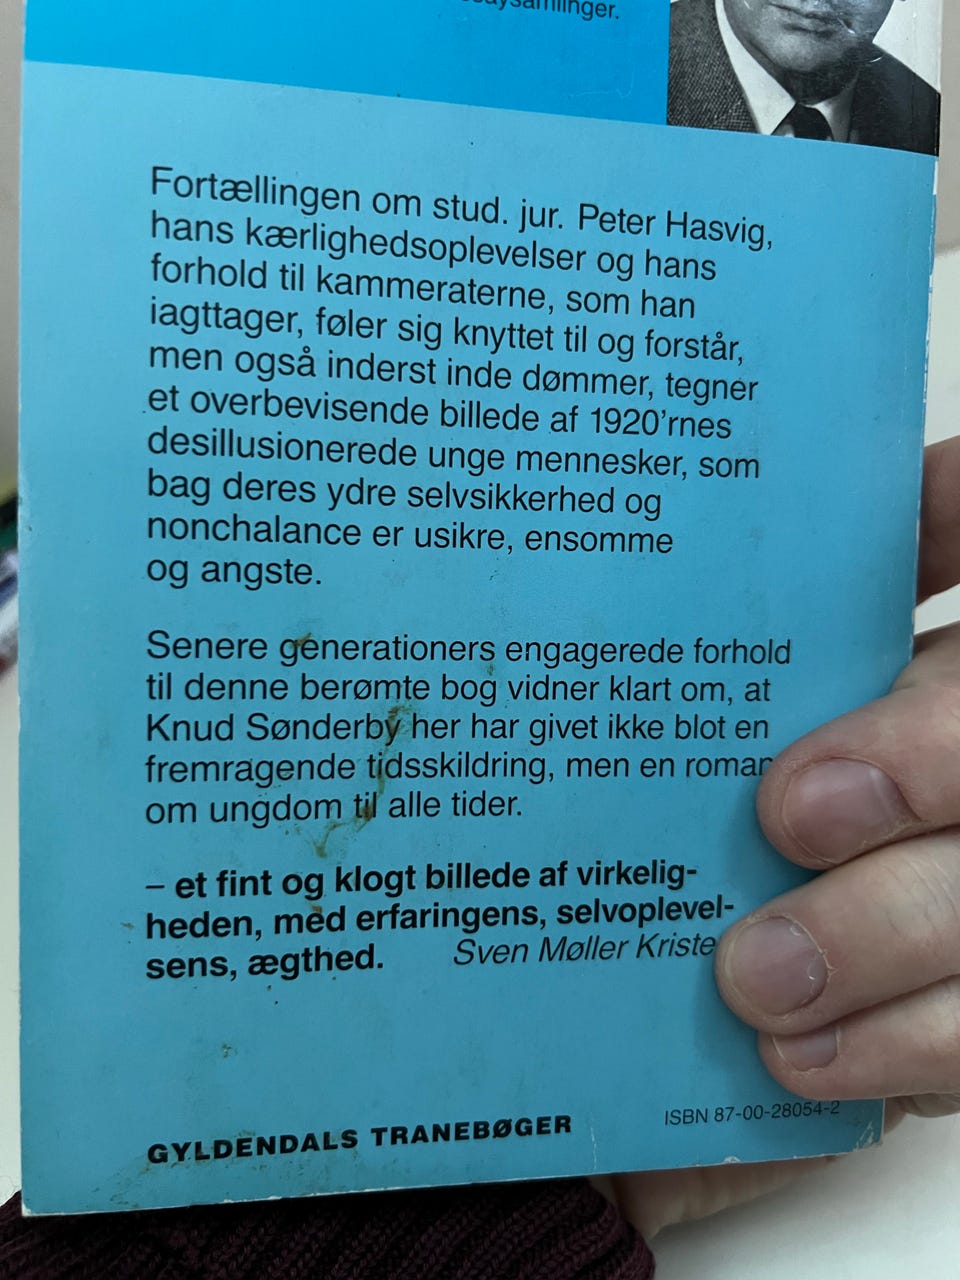 saysamlinger.
Fortællingen om stud. jur. Peter Hasvig,
hans kærlighedsoplevelser og hans
forhold til kammeraterne, som han
iagttager, føler sig knyttet til og forstår,
men også inderst inde dømmer, tegner
et overbevisende billede af 1920’rnes
desillusionerede unge mennesker, som
bag deres ydre selvsikkerhed og
nonchalance er usikre, ensomme
og angste.
Senere generationers engagerede forhold
til denne berømte bog vidner klart om, at
Knud Sønderby her har givet ikke blot en
fremragende tidsskildring, men en roman
om ungdom til alle tider.
– et fint og klogt billede af virkelig-
heden, med erfaringens, selvoplevel-
sens, ægthed. Sven Møller Kriste
GYLDENDALS TRANEBØGER
ISBN 87-00-28054-2